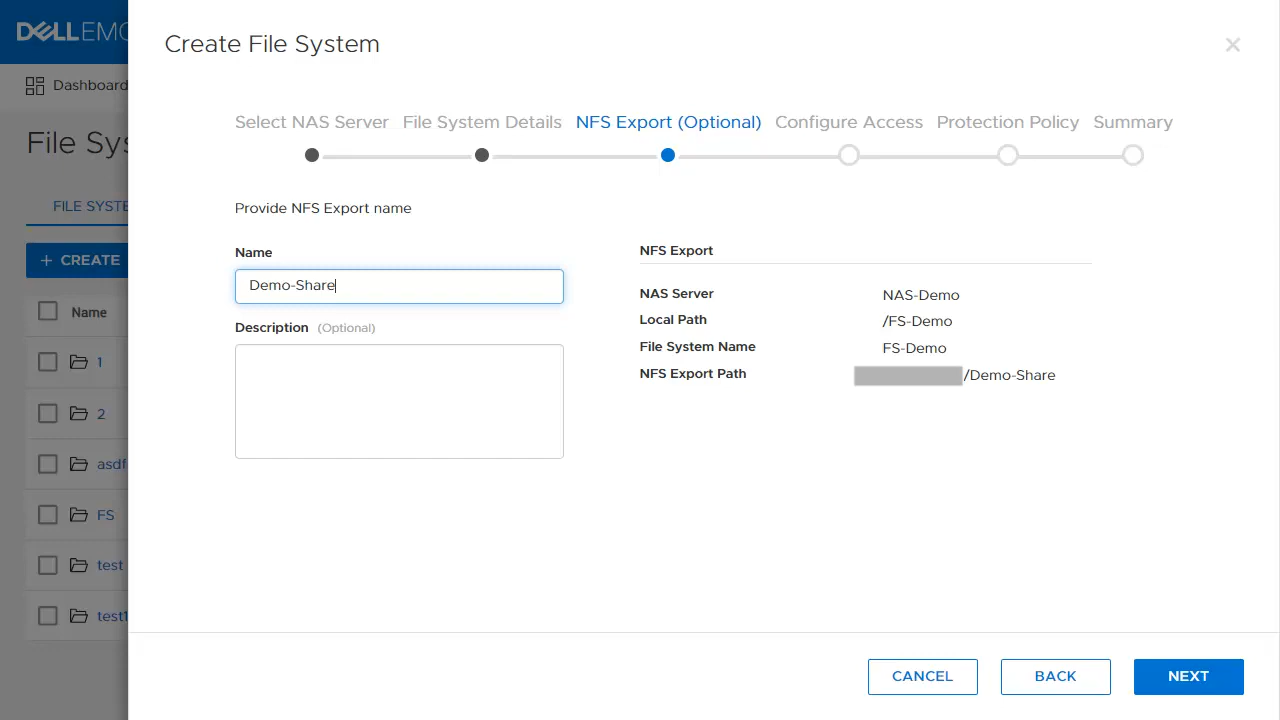 DELLEMC
Create File System
Dashboard
Select NAS Server File System Details NFS Export (Optional) Configure Access Protection Policy Summary
File Sys
Provide NFS Export name
FILE SYSTE
Name
NFS Export
+ CREATE
Demo-Share
NAS Server NAS-Demo
Name
Local Path /FS-Demo
Description (Optional)
File System Name FS-Demo
1
NFS Export Path /Demo-Share
2
asdf
FS
test
test1
CANCEL BACK NEXT